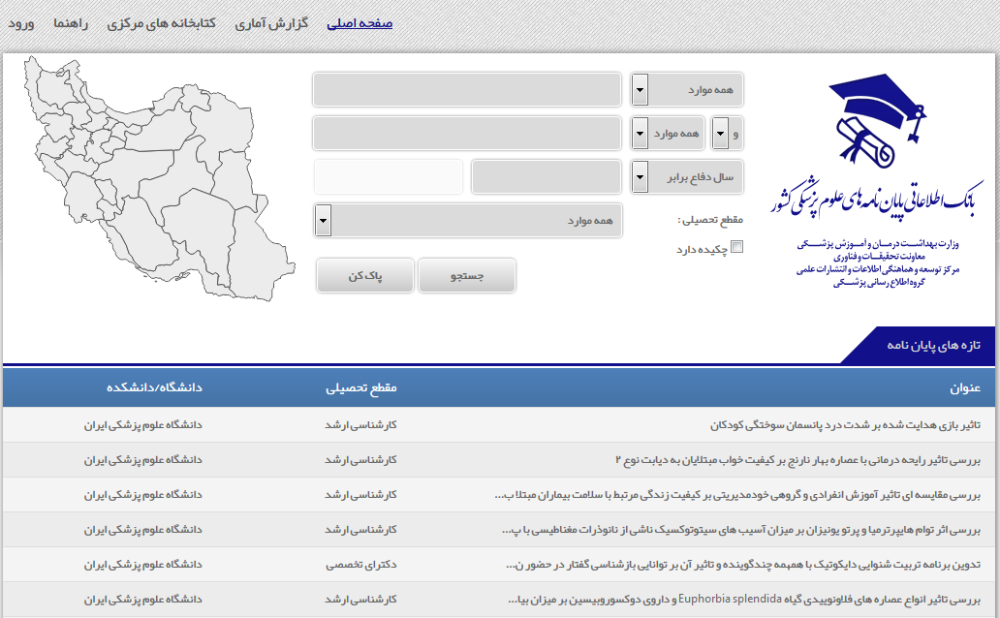 صفحه اصلی گزارش آماری کتابخانه های مرکزی راهنما ورود
بانک اطلاعاتی پایان نامه های علوم پزشکی کشور
وزارت بهداشت درمان و آموزش پزشکی
معاونت تحقیقات و فناوری
مرکز توسعه و هماهنگی اطلاعات و انتشارات علمی
گروه اطلاع رسانی پزشکی
همه موارد
و همه موارد
سال دفاع برابر
مقطع تحصیلی : همه موارد
چکیده دارد
جستجو پاک کن
تازه های پایان نامه
عنوان مقطع تحصیلی دانشگاه/دانشکده
تاثیر بازی هدایت شده بر شدت درد پانسمان سوختگی کودکان کارشناسی ارشد دانشگاه علوم پزشکی ایران
بررسی تاثیر رایحه درمانی با عصاره بهار نارنج بر کیفیت خواب مبتلایان به دیابت نوع ۲ کارشناسی ارشد دانشگاه علوم پزشکی ایران
بررسی مقایسه ای تاثیر آموزش انفرادی و گروهی خودمدیریتی بر کیفیت زندگی مرتبط با سلامت بیماران مبتلا ب... کارشناسی ارشد دانشگاه علوم پزشکی ایران
بررسی اثر توام هایپرترمیا و پرتو یونیزان بر میزان آسیب های سیتوتوکسیک ناشی از نانوذرات مغناطیسی با پ... کارشناسی ارشد دانشگاه علوم پزشکی ایران
تدوین برنامه تربیت شنوایی دایکوتیک با همهمه چندگوینده و تاثیر آن بر توانایی بازشناسی گفتار در حضور ن... دکترای تخصصی دانشگاه علوم پزشکی ایران
بررسی تاثیر انواع عصاره های فلاونوییدی گیاه Euphorbia splendida و داروی دوکسوروبیسین بر میزان بیا... کارشناسی ارشد دانشگاه علوم پزشکی ایران